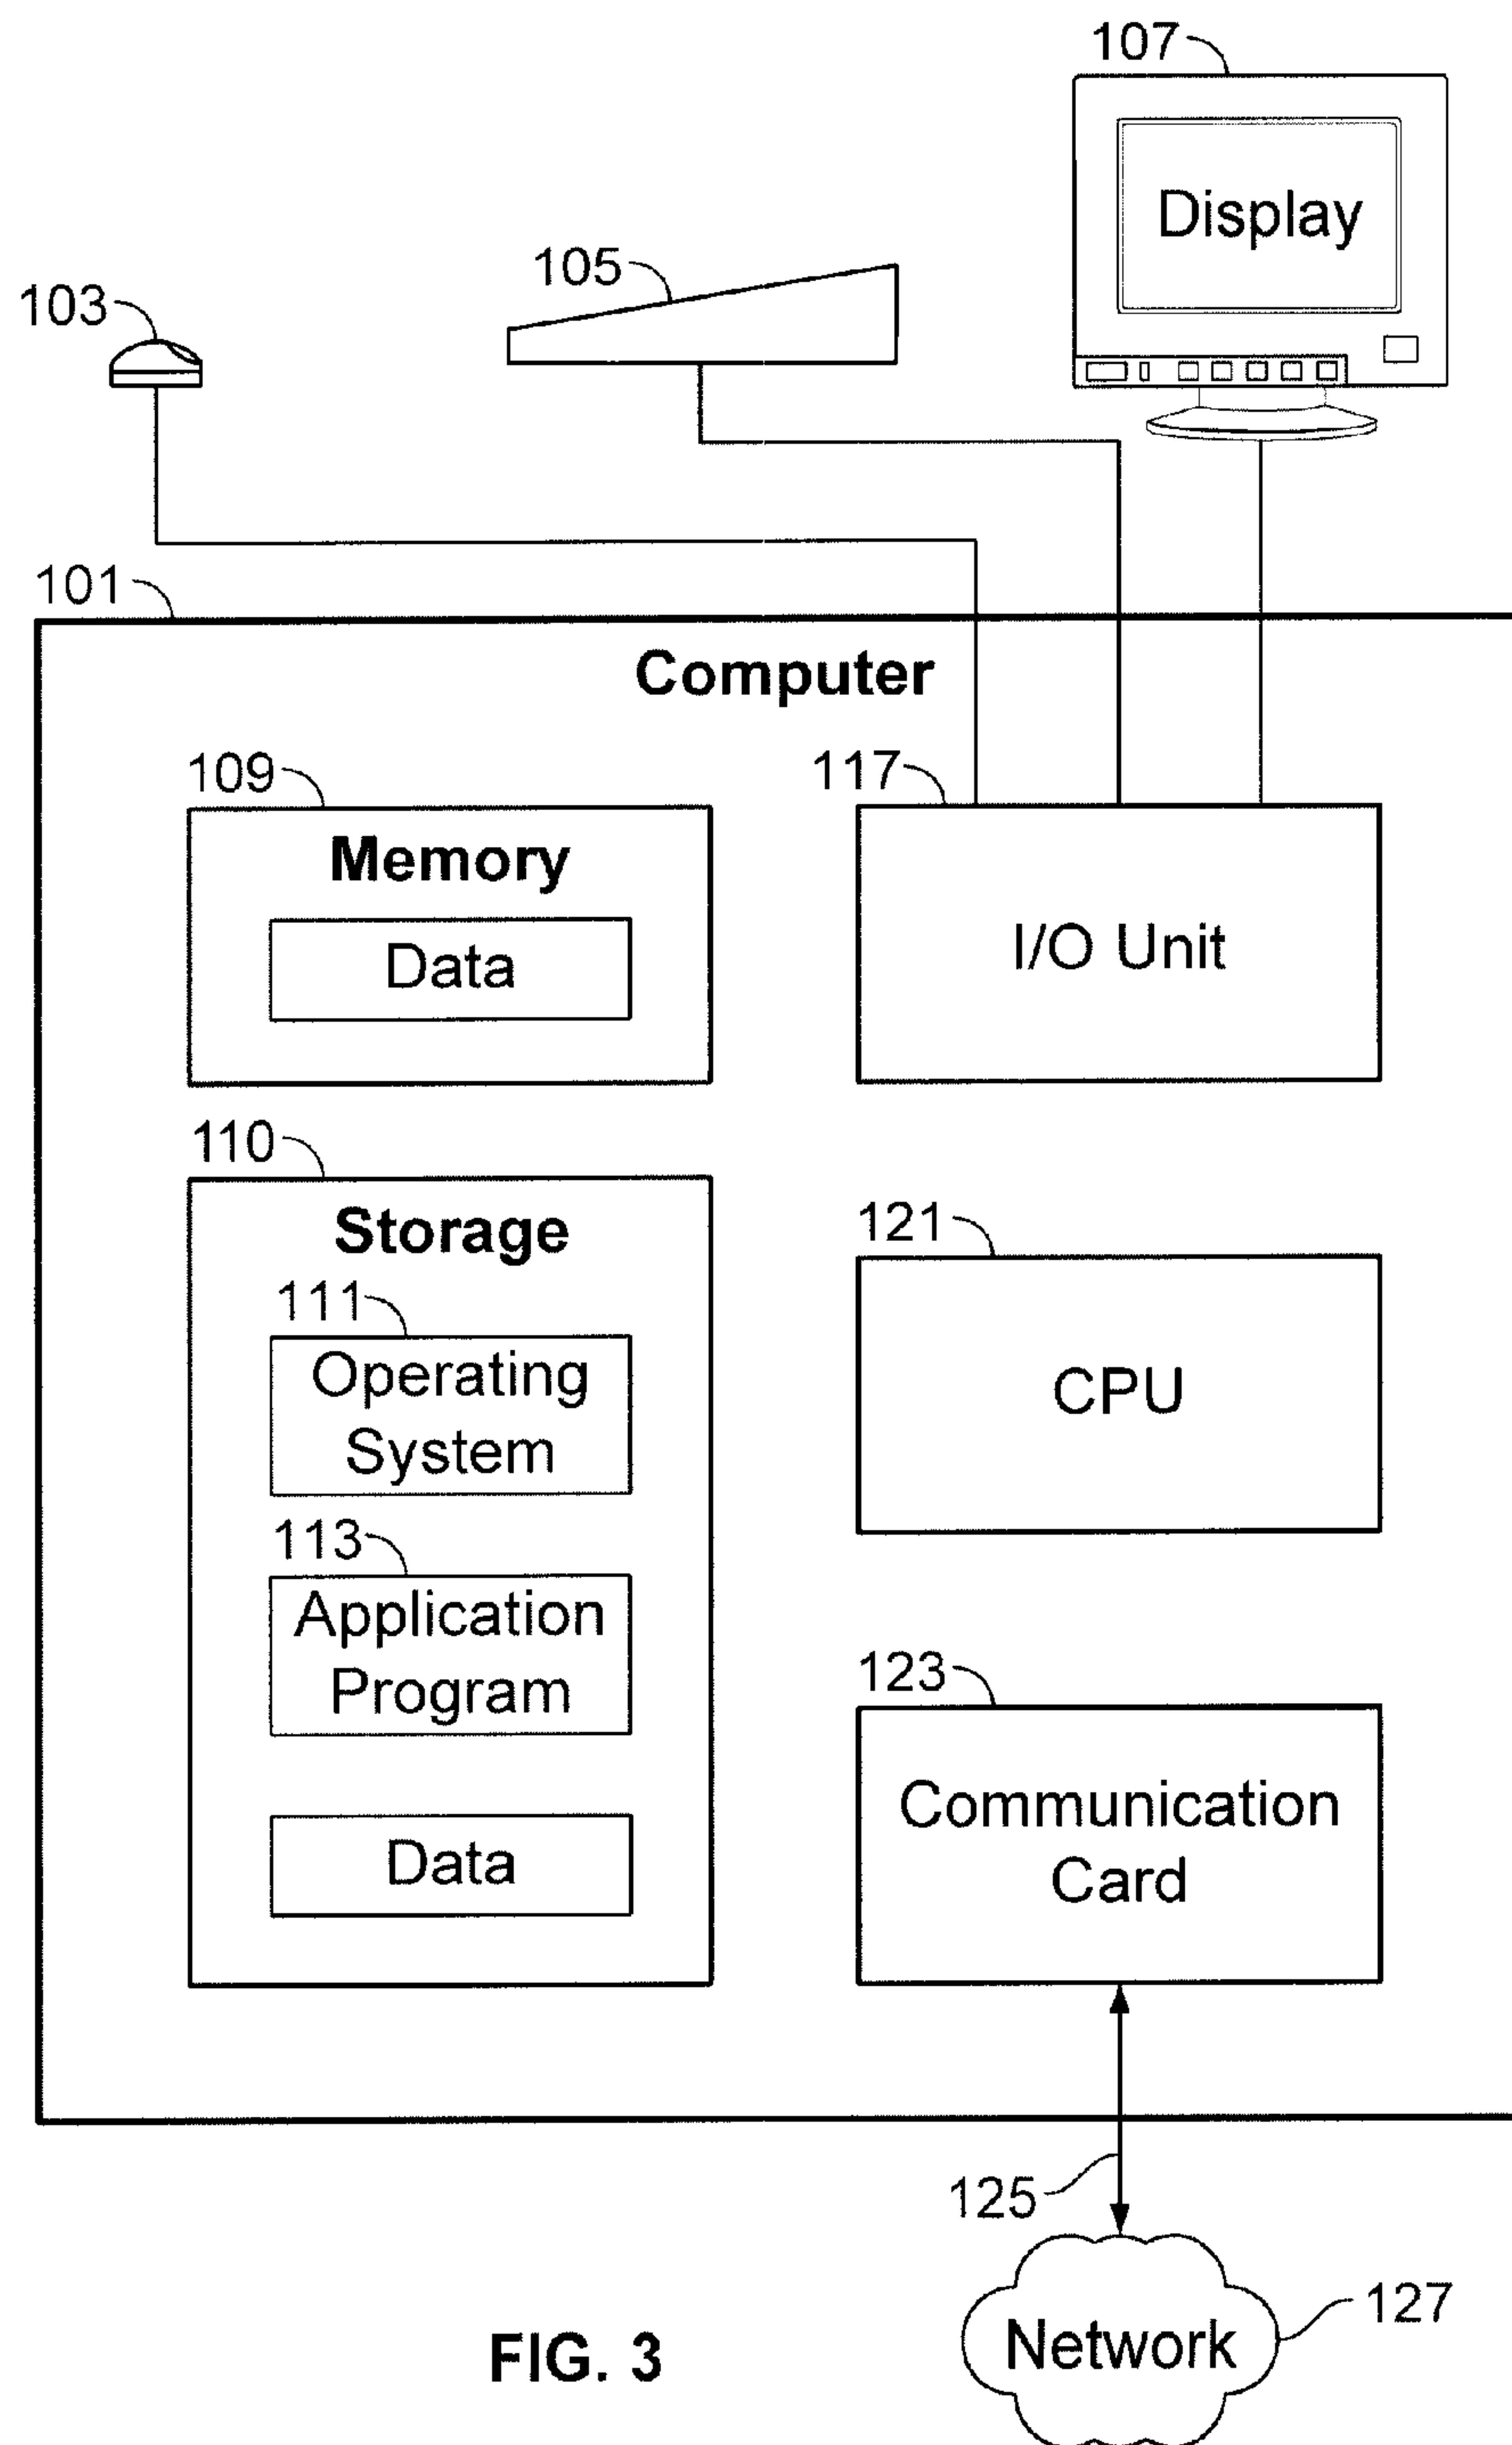 107
Display
105
103
101
Computer
109
Memory
Data
117
I/O Unit
110
Storage
111
Operating
System
113
Application
Program
Data
121
CPU
123
Communication
Card
125
127
Network
FIG. 3